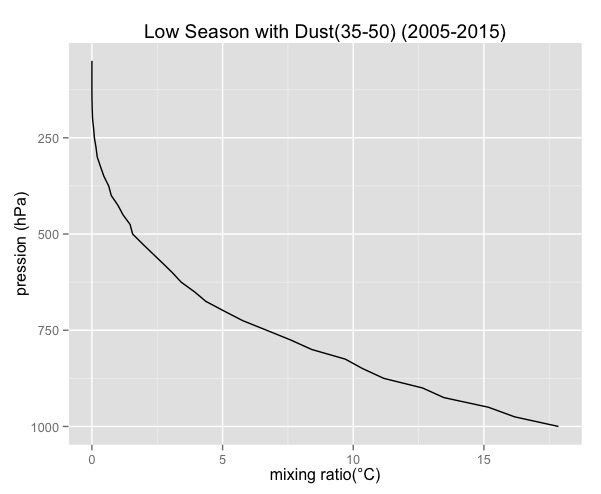 Low Season with Dust(35-50) (2005-2015)
pression (hPa)
250
500
750
1000
0 5 10 15
mixing ratio(°C)